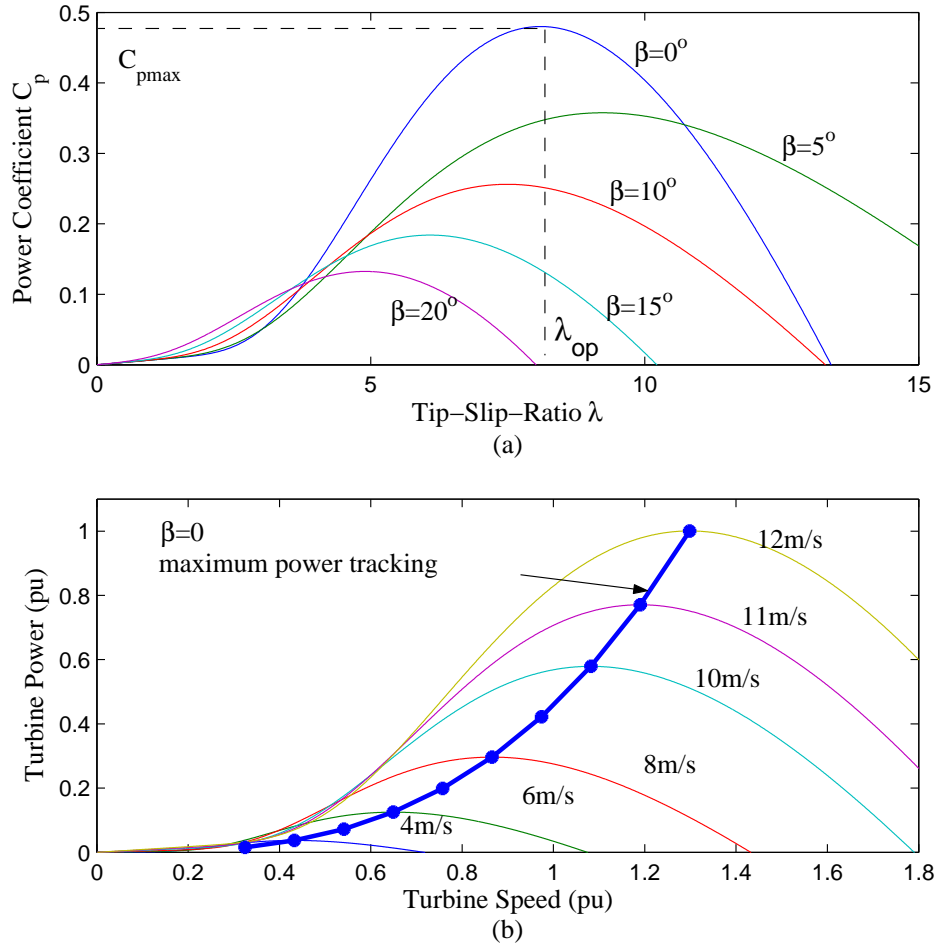 0.5
0.4
0.3
0.2
0.1
0
Power Coefficient C_p
C_pmax
β=0°
β=5°
β=10°
β=15°
β=20°
λ_op
0 5 10 15
Tip−Slip−Ratio λ
(a)
1
0.8
0.6
0.4
0.2
0
Turbine Power (pu)
β=0
maximum power tracking
12m/s
11m/s
10m/s
8m/s
6m/s
4m/s
0 0.2 0.4 0.6 0.8 1 1.2 1.4 1.6 1.8
Turbine Speed (pu)
(b)